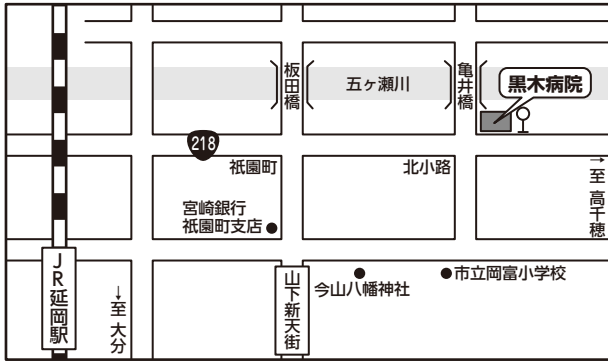 板田橋
五ヶ瀬川
亀井橋
黒木病院
218
祇園町
北小路
→至 高千穂
宮崎銀行
祇園町支店
JR延岡駅
→至 大分
山下新天街
今山八幡神社
市立岡富小学校